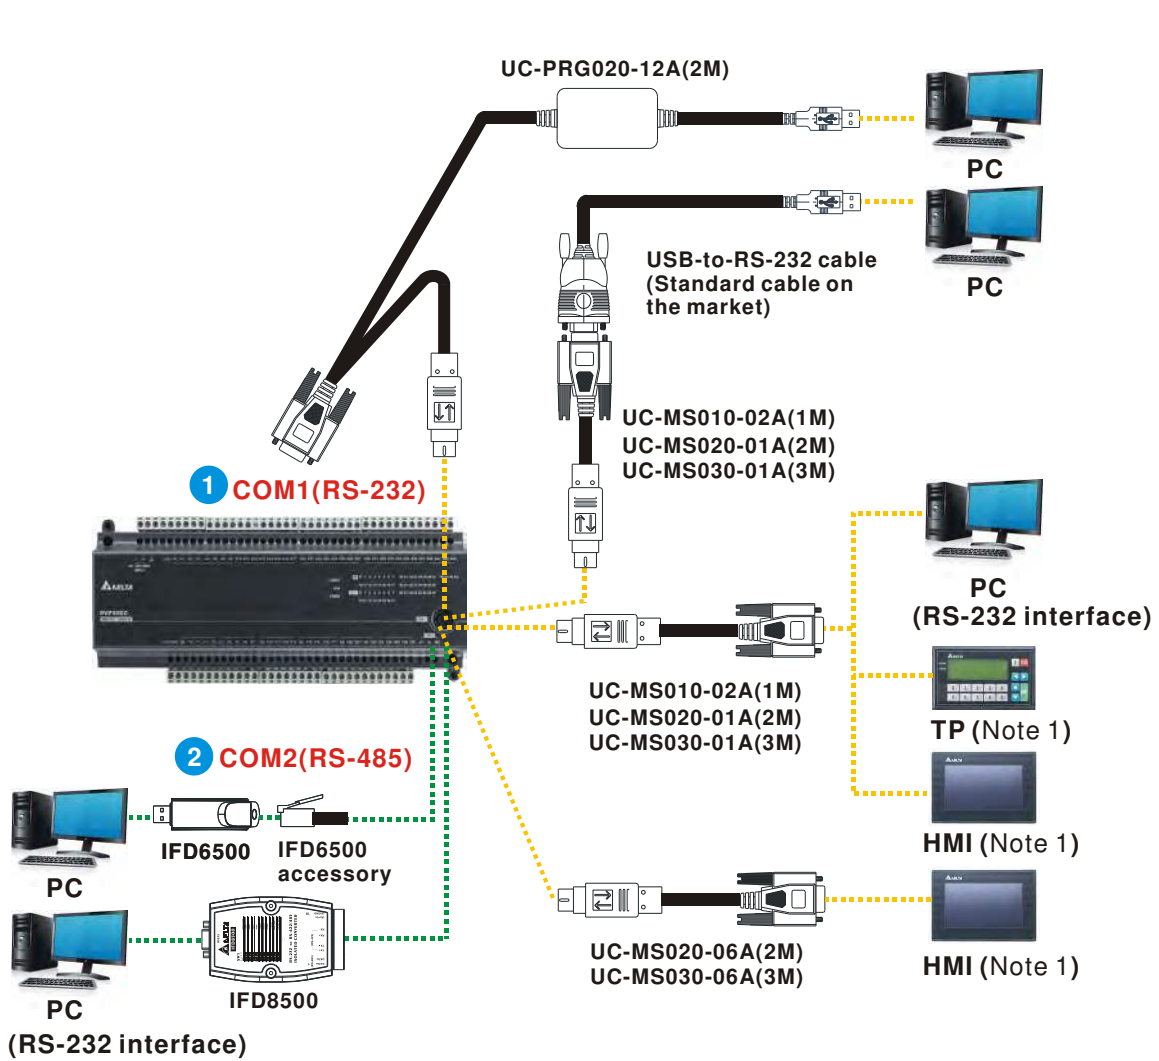 UC-PRG020-12A(2M)
PC
USB-to-RS-232 cable
(Standard cable on
the market)
PC
UC-MS010-02A(1M)
UC-MS020-01A(2M)
UC-MS030-01A(3M)
1 COM1(RS-232)
PC
(RS-232 interface)
UC-MS010-02A(1M)
UC-MS020-01A(2M)
UC-MS030-01A(3M)
TP (Note 1)
2 COM2(RS-485)
HMI (Note 1)
IFD6500
IFD6500
accessory
PC
UC-MS020-06A(2M)
UC-MS030-06A(3M)
HMI (Note 1)
IFD8500
PC
(RS-232 interface)